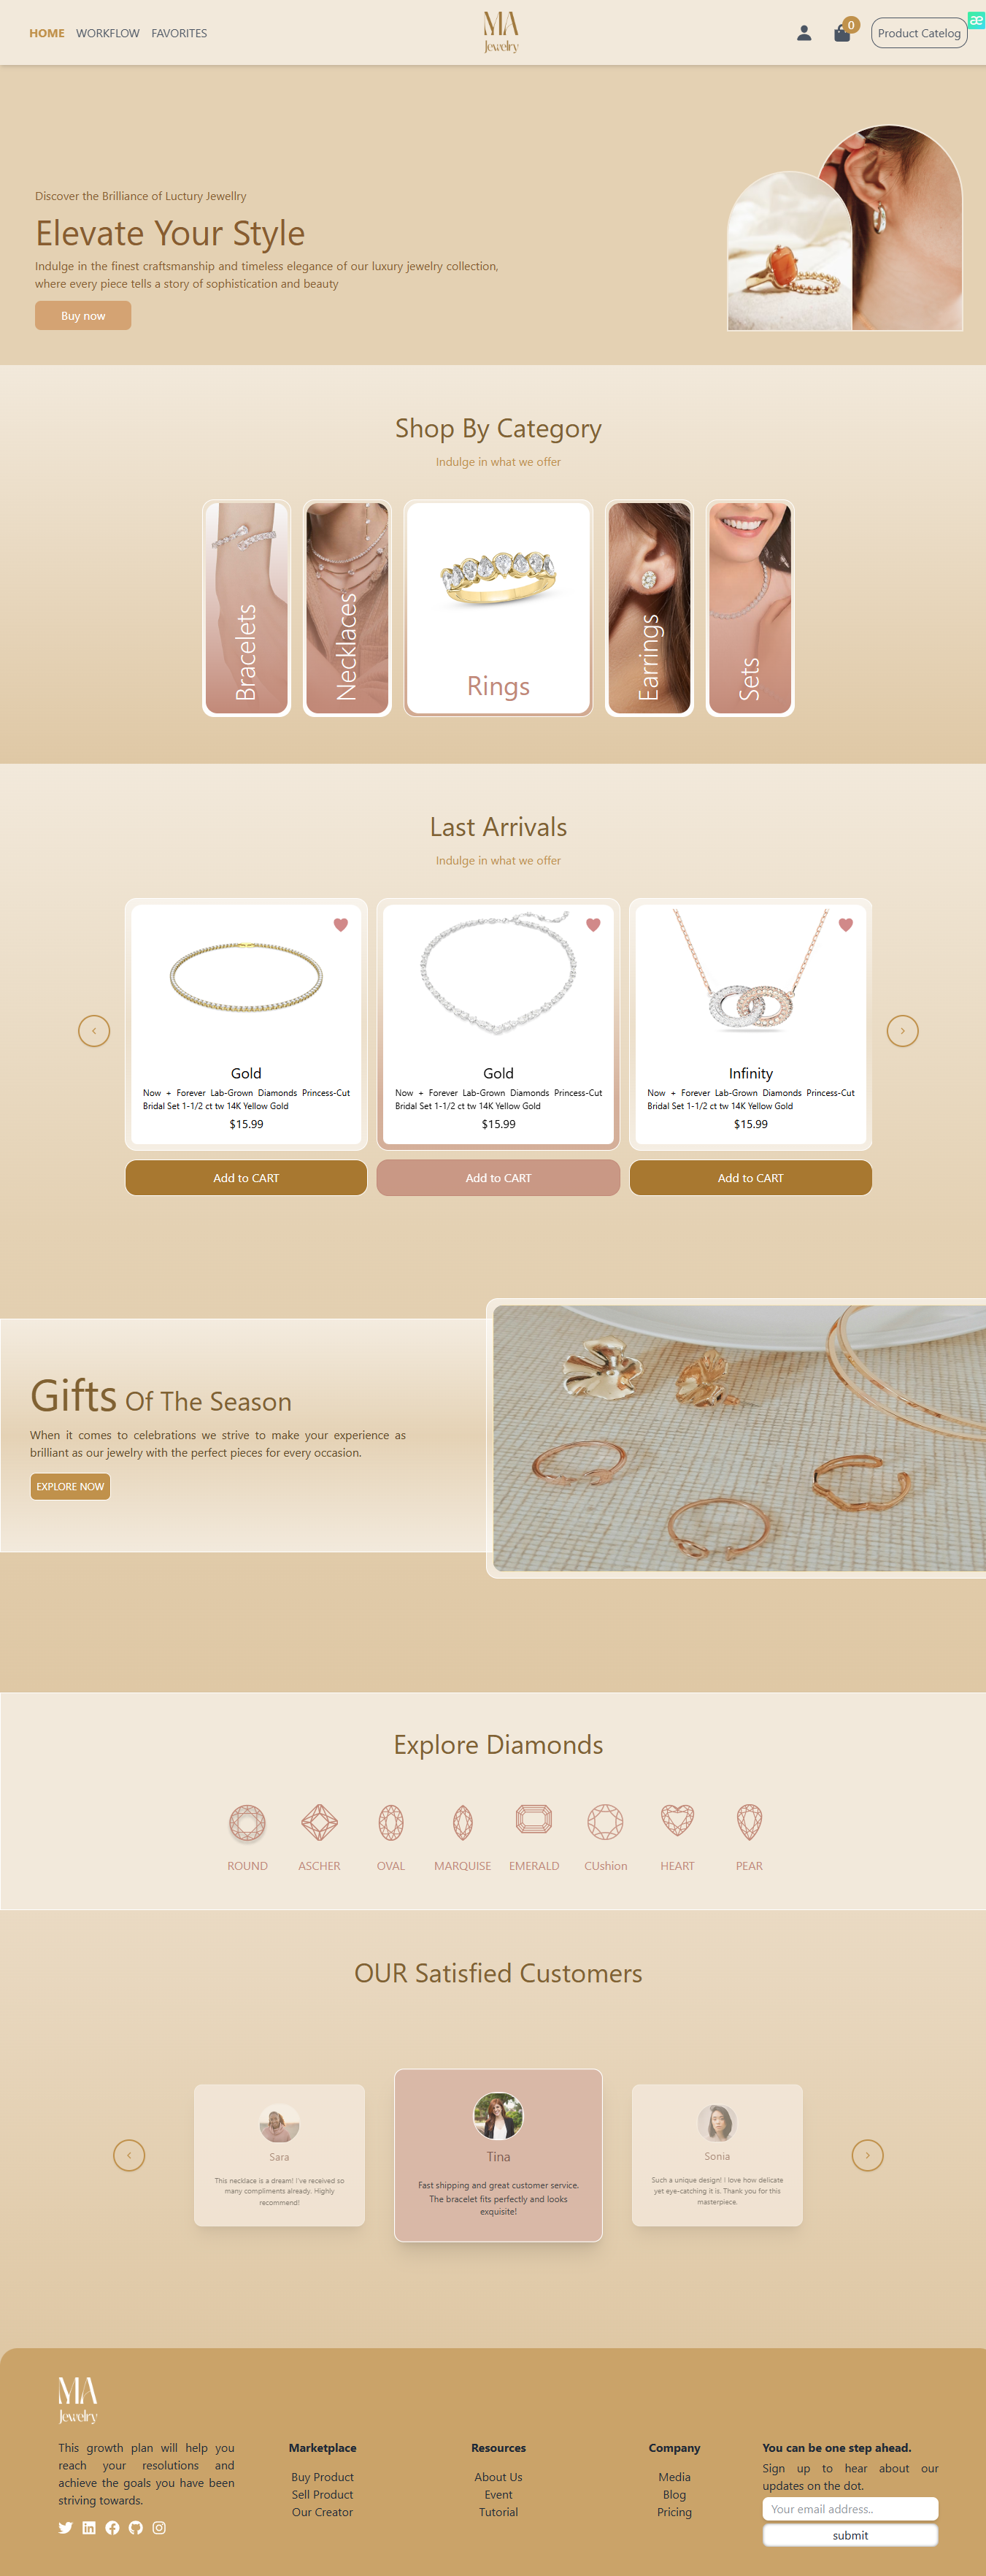 HOME WORKFLOW FAVORITES
MA
Jewelry
0
Product Catelog
æ
Discover the Brilliance of Luctury Jewellry
Elevate Your Style
Indulge in the finest craftsmanship and timeless elegance of our luxury jewelry collection,
where every piece tells a story of sophistication and beauty
Buy now
Shop By Category
Indulge in what we offer
Bracelets
Necklaces
Rings
Earrings
Sets
Last Arrivals
Indulge in what we offer
Gold
Now + Forever Lab-Grown Diamonds Princess-Cut
Bridal Set 1-1/2 ct tw 14K Yellow Gold
$15.99
Add to CART
Gold
Now + Forever Lab-Grown Diamonds Princess-Cut
Bridal Set 1-1/2 ct tw 14K Yellow Gold
$15.99
Add to CART
Infinity
Now + Forever Lab-Grown Diamonds Princess-Cut
Bridal Set 1-1/2 ct tw 14K Yellow Gold
$15.99
Add to CART
Gifts Of The Season
When it comes to celebrations we strive to make your experience as
brilliant as our jewelry with the perfect pieces for every occasion.
EXPLORE NOW
Explore Diamonds
ROUND ASCHER OVAL MARQUISE EMERALD CUshion HEART PEAR
OUR Satisfied Customers
Sara
This necklace is a dream! I've received so
many compliments already. Highly
recommend!
Tina
Fast shipping and great customer service.
The bracelet fits perfectly and looks
exquisite!
Sonia
Such a unique design! I love how delicate
yet eye-catching it is. Thank you for this
masterpiece.
MA
Jewelry
This growth plan will help you
reach your resolutions and
achieve the goals you have been
striving towards.
Marketplace
Buy Product
Sell Product
Our Creator
Resources
About Us
Event
Tutorial
Company
Media
Blog
Pricing
You can be one step ahead.
Sign up to hear about our
updates on the dot.
Your email address..
submit